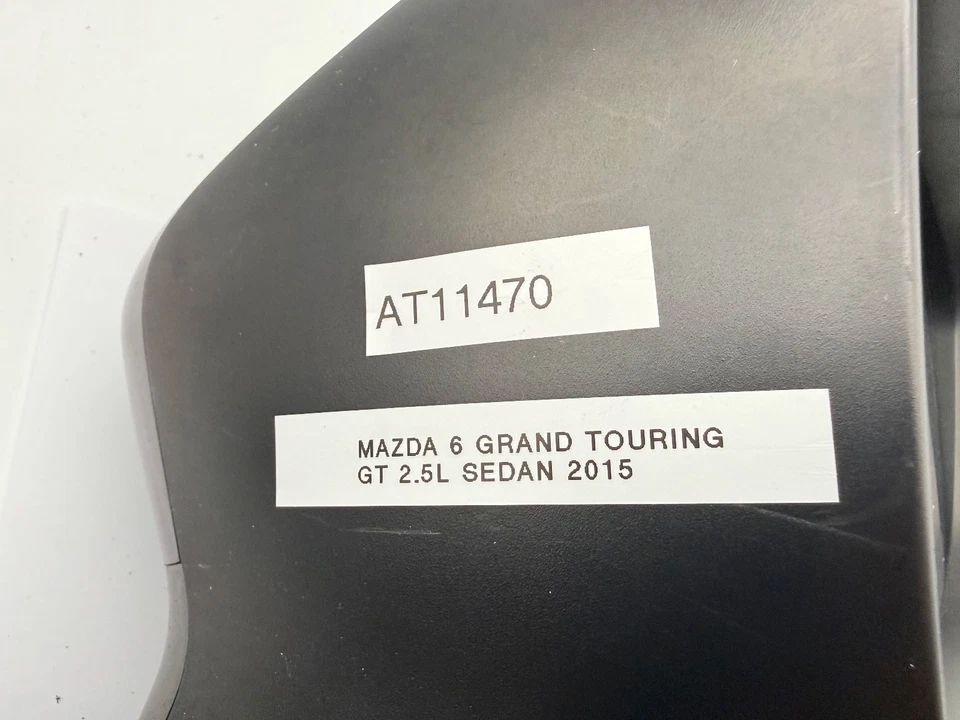 AT11470
MAZDA 6 GRAND TOURING
GT 2.5L SEDAN 2015